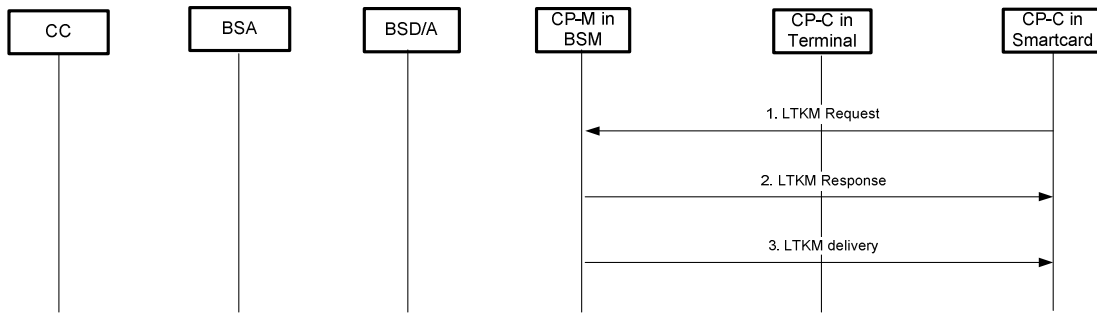 CC
BSA
BSD/A
CP-M in
BSM
CP-C in
Terminal
CP-C in
Smartcard
1. LTKM Request
2. LTKM Response
3. LTKM delivery